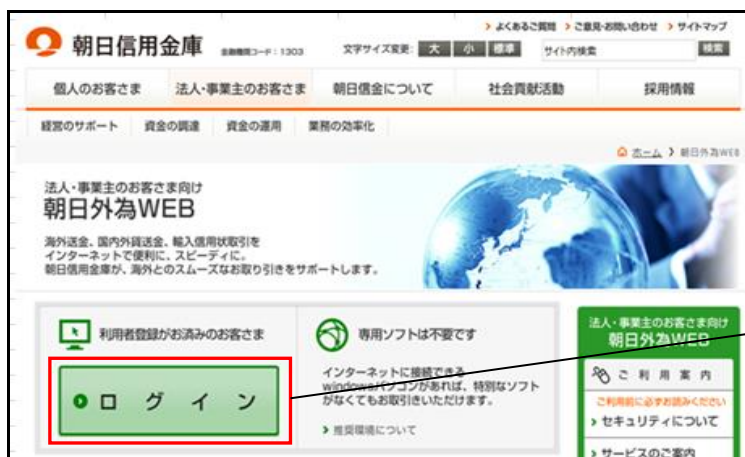 よくあるご質問 ご意見・お問い合わせ サイトマップ
朝日信用金庫 金融機関コード:1303 文字サイズ変更: 大 小 標準 サイト内検索 検索
個人のお客さま 法人・事業主のお客さま 朝日信金について 社会貢献活動 採用情報
経営のサポート 資金の調達 資金の運用 業務の効率化
ホーム 朝日外為WEB
法人・事業主のお客さま向け
朝日外為WEB
海外送金、国内外貨送金、輸入信用状取引を
インターネットで便利に、スピーディに。
朝日信用金庫が、海外とのスムーズなお取り引きをサポートします。
利用者登録がお済みのお客さま
ログイン
専用ソフトは不要です
インターネットに接続できる
windowsパソコンがあれば、特別なソフト
がなくてもお取引きいただけます。
推奨環境について
法人・事業主のお客さま向け
朝日外為WEB
ご利用案内
ご利用前に必ずお読みください
セキュリティについて
サービスのご案内